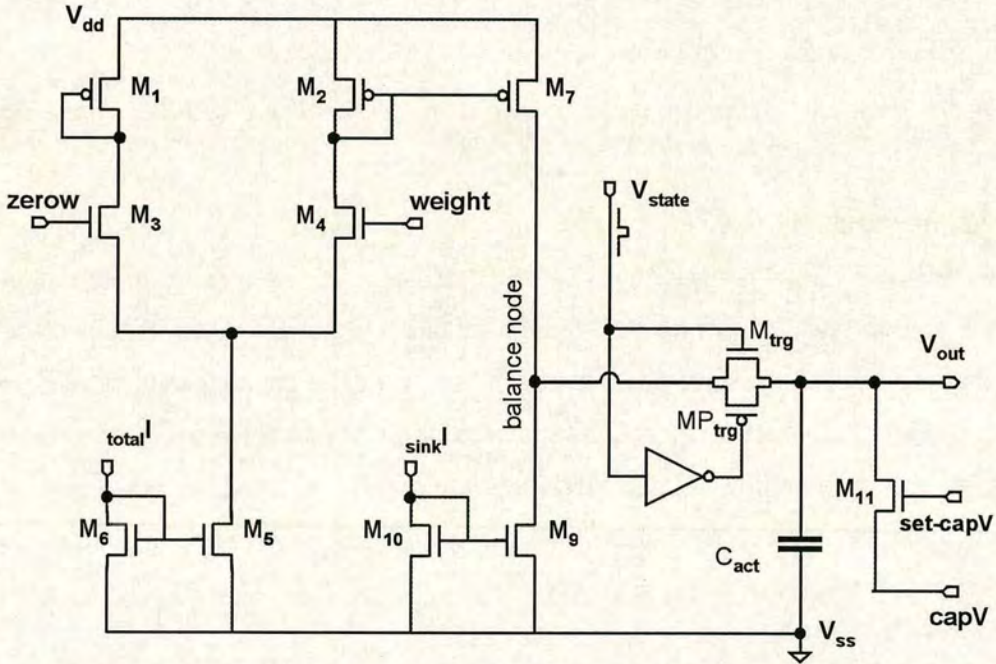 Vdd
M1
M2
M7
zerow
M3
M4
weight
Vstate
balance node
Mtrg
Vout
MPtrg
totalI
sinkI
M6
M5
M10
M9
M11
set-capV
Cact
capV
Vss